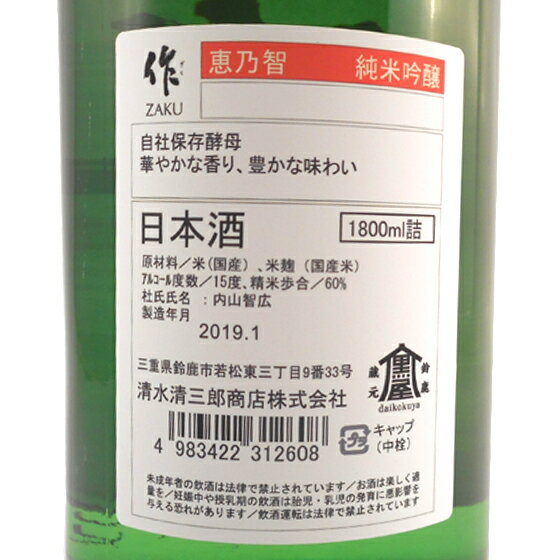 作 ざく
ZAKU
恵乃智 純米吟醸
自社保存酵母
華やかな香り、豊かな味わい
日本酒 1800ml詰
原材料／米(国産)、米麹(国産米)
アルコール度数／15度、精米歩合／60%
杜氏氏名：内山智広
製造年月
2019.1
三重県鈴鹿市若松東三丁目9番33号
清水清三郎商店株式会社
蔵元 黒屋 鈴鹿
daikokuya
4 983422 312608
プラ キャップ
(中栓)
未成年者の飲酒は法律で禁止されています／お酒は楽しく適
量を／妊娠中や授乳期の飲酒は胎児・乳児の発育に悪影響を
与える恐れがあります／飲酒運転は法律で禁止されています